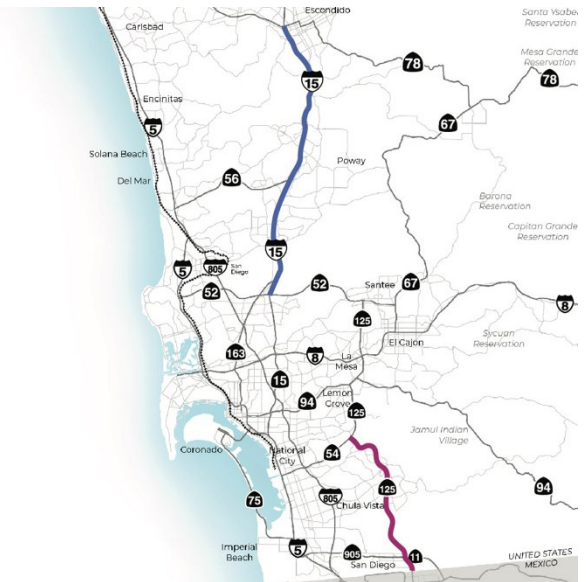 Escondido
Carlsbad
Santa Ysabel
Reservation
Mesa Grande
Reservation
78
78
15
Encinitas
67
5
Solana Beach
Poway
56
Del Mar
Barona
Reservation
Capitan Grande
Reservation
15
5
805
San
Diego
52
52
Santee
67
8
125
Sycuan
Reservation
El Cajon
163
8
La
Mesa
15
94
Lemon
Grove
125
Jamul Indian
Village
Coronado
National
City
54
94
75
805
125
Chula Vista
Imperial
Beach
5
905
San Diego
11
UNITED STATES
MEXICO